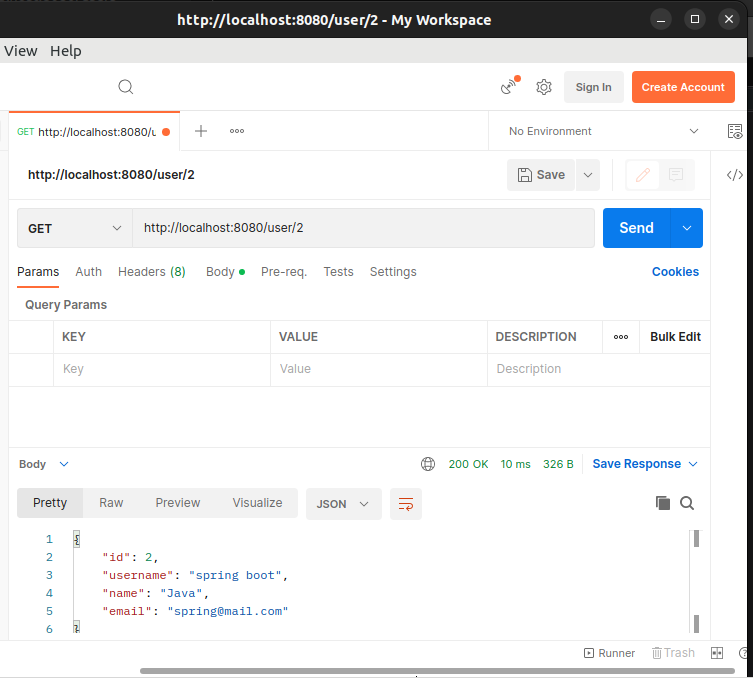 http://localhost:8080/user/2 - My Workspace
View Help
Sign In Create Account
GET http://localhost:8080/u No Environment
http://localhost:8080/user/2 Save
GET http://localhost:8080/user/2 Send
Params Auth Headers (8) Body Pre-req. Tests Settings Cookies
Query Params
KEY VALUE DESCRIPTION Bulk Edit
Key Value Description
Body 200 OK 10 ms 326 B Save Response
Pretty Raw Preview Visualize JSON
1 {
2 "id": 2,
3 "username": "spring boot",
4 "name": "Java",
5 "email": "spring@mail.com"
6 }
Runner Trash